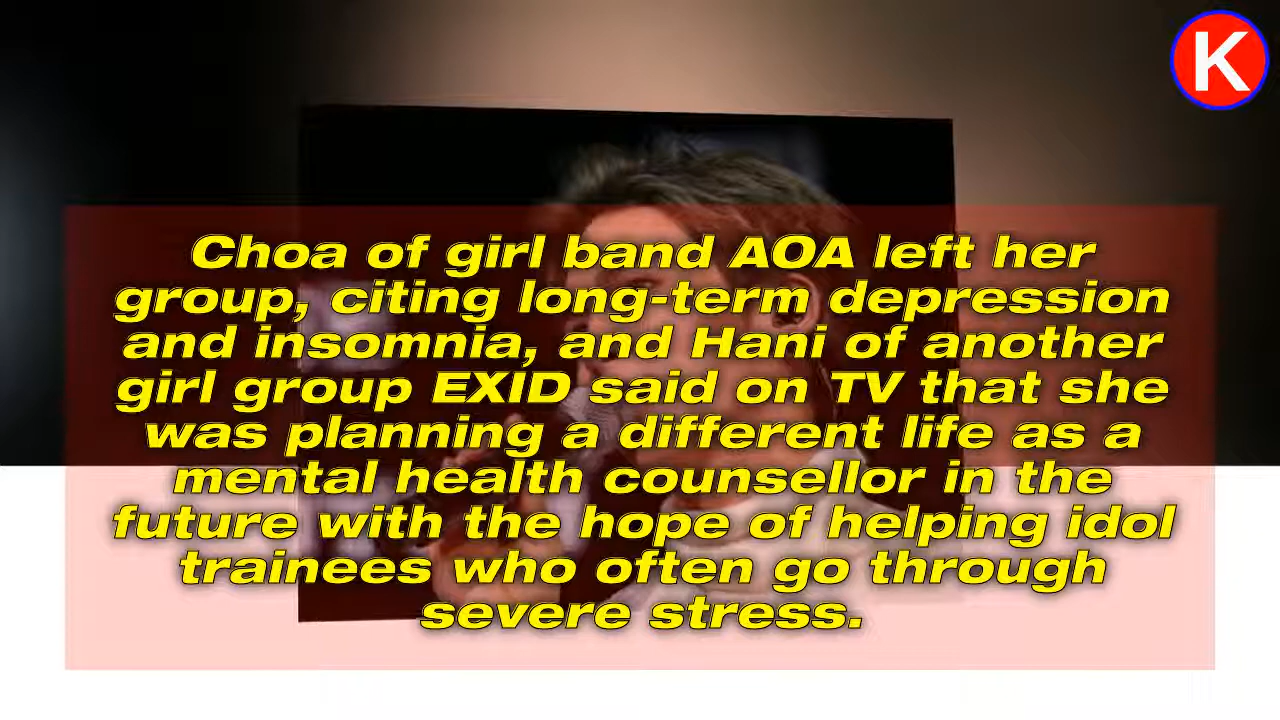 K
Choa of girl band AOA left her
group, citing long-term depression
and insomnia, and Hani of another
girl group EXID said on TV that she
was planning a different life as a
mental health counsellor in the
future with the hope of helping idol
trainees who often go through
severe stress.